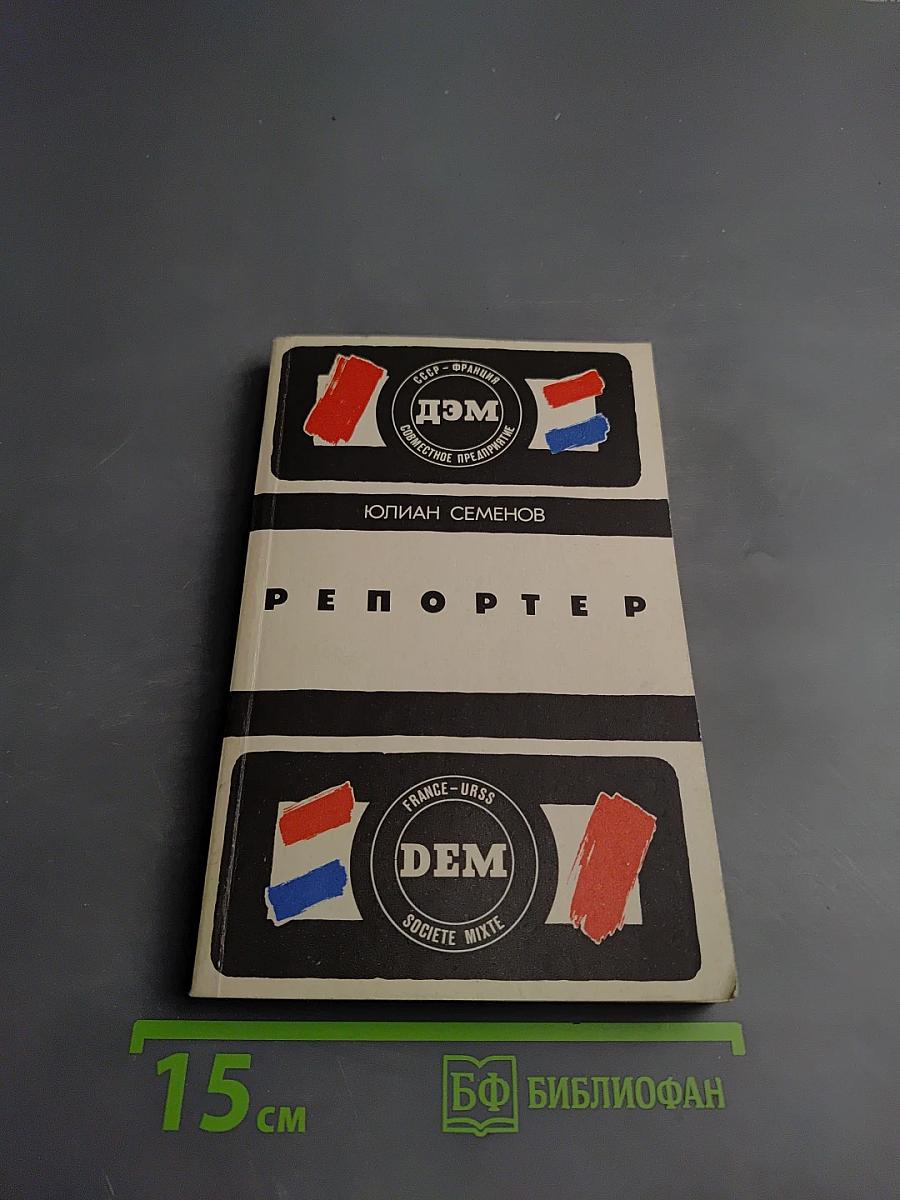 СССР – ФРАНЦИЯ
ДЭМ
СОВМЕСТНОЕ ПРЕДПРИЯТИЕ
ЮЛИАН СЕМЕНОВ
РЕПОРТЕР
FRANCE – URSS
DEM
SOCIETE MIXTE
15 см
БФ БИБЛИОФАН